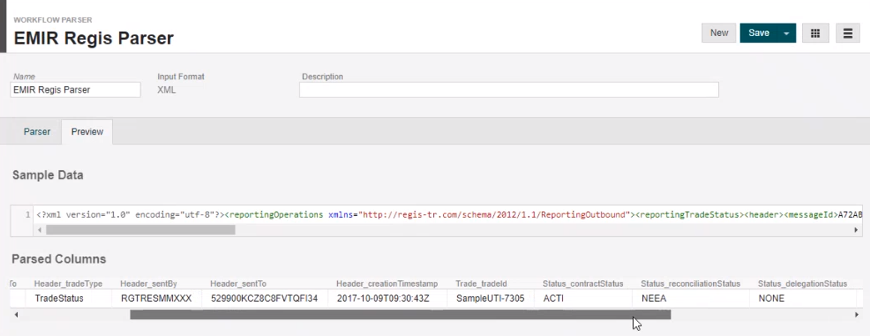 WORKFLOW PARSER
EMIR Regis Parser
New Save
Name Input Format Description
EMIR Regis Parser XML
Parser Preview
Sample Data
1 <?xml version="1.0" encoding="utf-8"?><reportingOperations xmlns="http://regis-tr.com/schema/2012/1.1/ReportingOutbound"><reportingTradeStatus><header><messageId>A72AB
Parsed Columns
To Header_tradeType Header_sentBy Header_sentTo Header_creationTimestamp Trade_tradeId Status_contractStatus Status_reconciliationStatus Status_delegationStatus
TradeStatus RGTRESMMXXX 529900KCZ8C8FVTQFI34 2017-10-09T09:30:43Z SampleUTI-7305 ACTI NEEA NONE